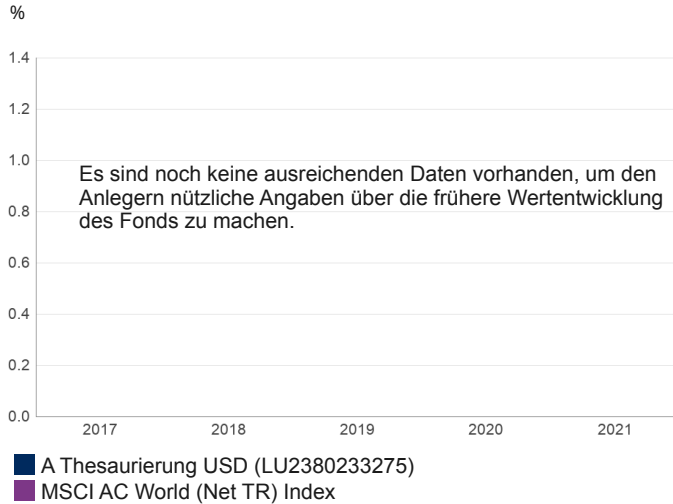 %
1.4
1.2
1.0
Es sind noch keine ausreichenden Daten vorhanden, um den
Anlegern nützliche Angaben über die frühere Wertentwicklung
0.8
des Fonds zu machen.
0.6
0.4
0.2
0.0
2017 2018 2019 2020 2021
A Thesaurierung USD (LU2380233275)
MSCI AC World (Net TR) Index